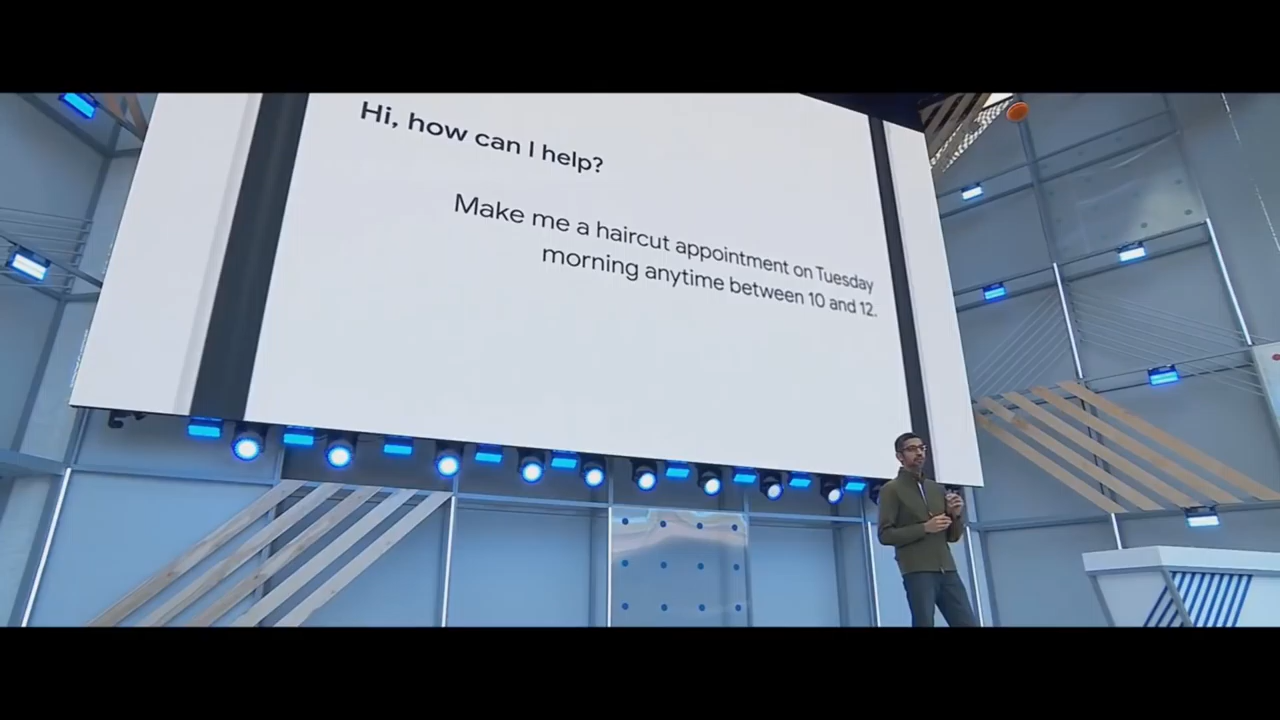 Hi, how can I help?
Make me a haircut appointment on Tuesday
morning anytime between 10 and 12.